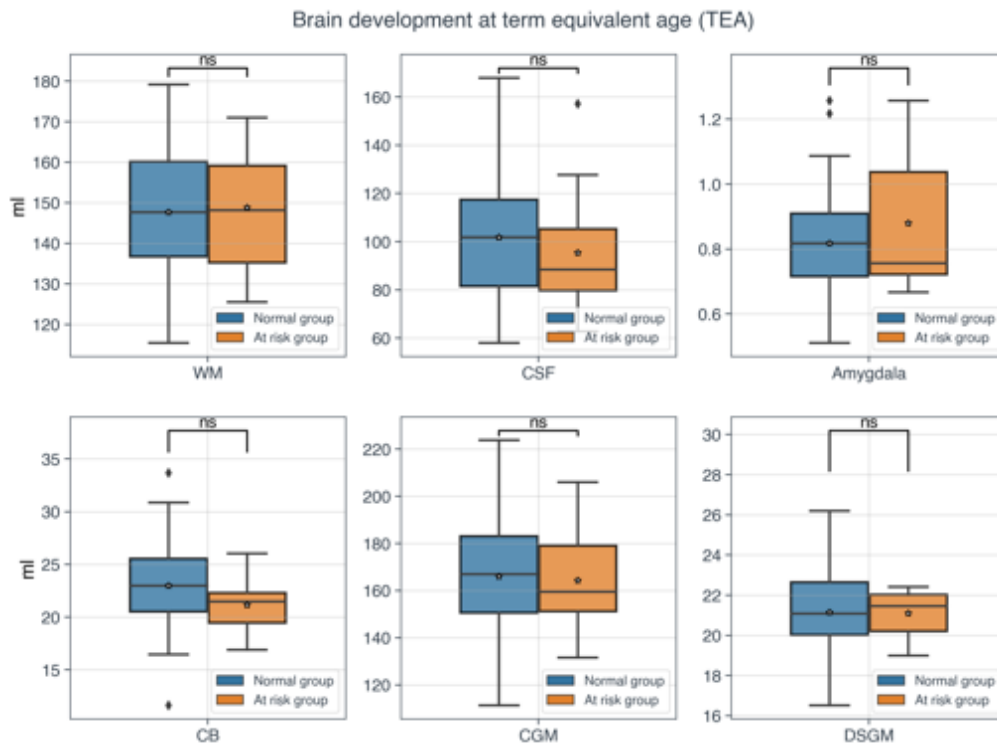 Brain development at term equivalent age (TEA)
ns
ns
ns
ml
180
170
160
150
140
130
120
Normal group
At risk group
WM
160
140
120
100
80
60
Normal group
At risk group
CSF
1.2
1.0
0.8
0.6
Normal group
At risk group
Amygdala
ns
ns
ns
ml
35
30
25
20
15
Normal group
At risk group
CB
220
200
180
160
140
120
Normal group
At risk group
CGM
30
28
26
24
22
20
18
16
Normal group
At risk group
DSGM